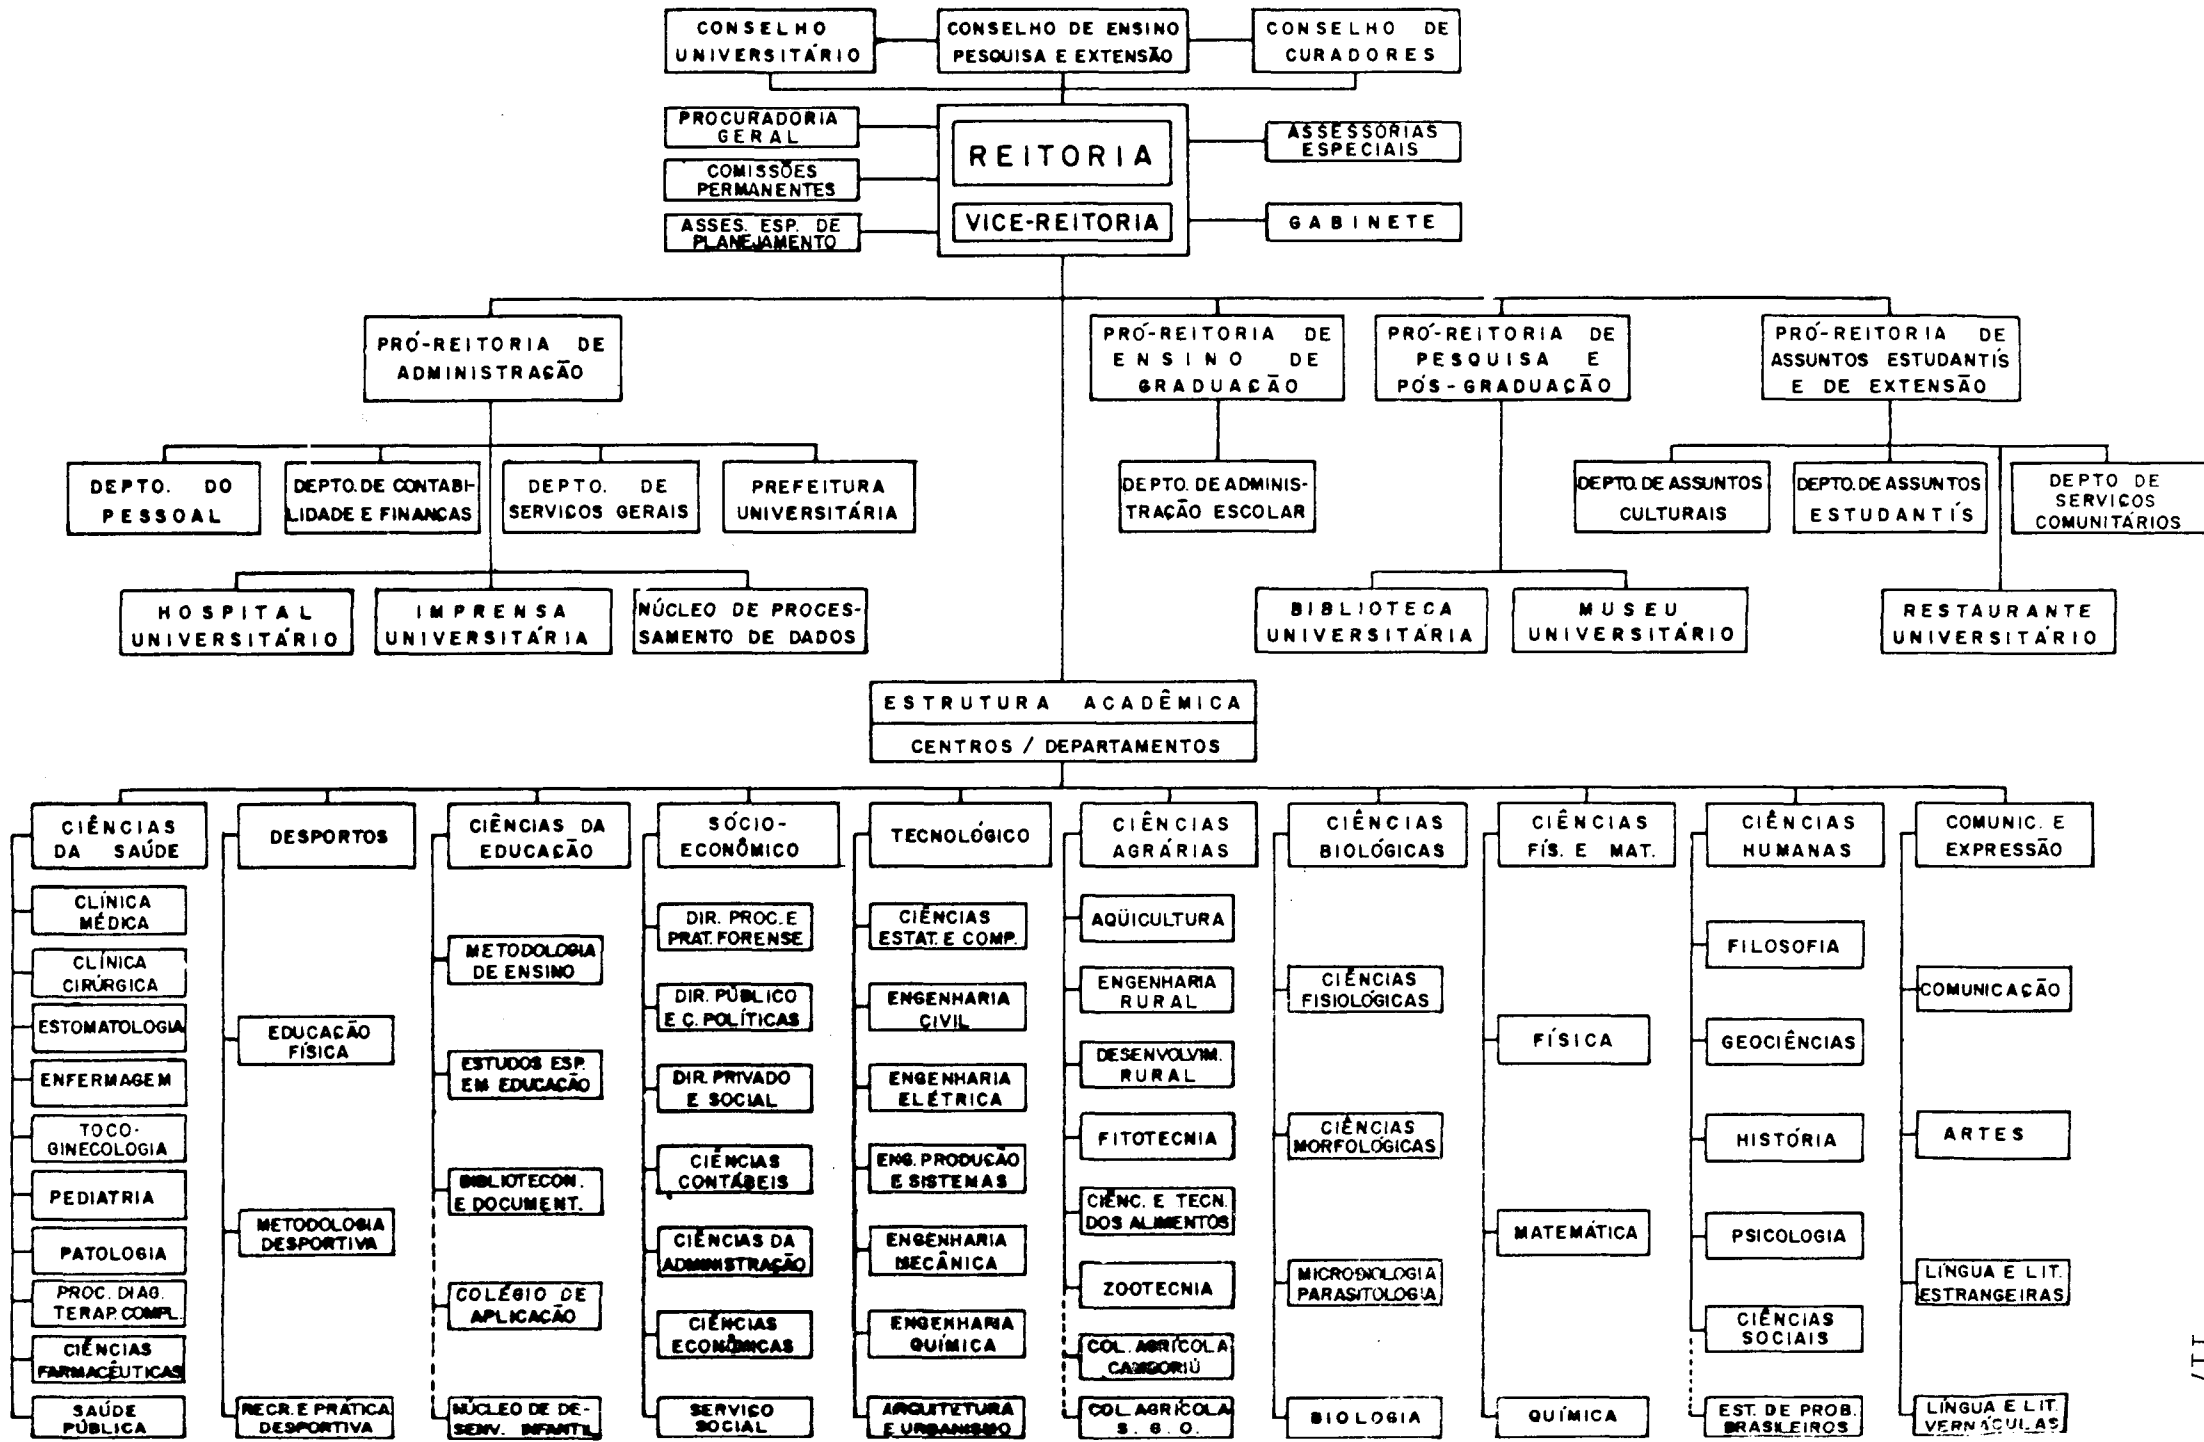 CONSELHO
UNIVERSITÁRIO
CONSELHO DE ENSINO
PESQUISA E EXTENSÃO
CONSELHO DE
CURADORES
PROCURADORIA
GERAL
COMISSÕES
PERMANENTES
ASSES. ESP. DE
PLANEJAMENTO
REITORIA
VICE-REITORIA
ASSESSORIAS
ESPECIAIS
GABINETE
PRÓ-REITORIA DE
ADMINISTRAÇÃO
PRÓ-REITORIA DE
ENSINO DE
GRADUAÇÃO
PRÓ-REITORIA DE
PESQUISA E
PÓS-GRADUAÇÃO
PRÓ-REITORIA DE
ASSUNTOS ESTUDANTÍS
E DE EXTENSÃO
DEPTO. DO
PESSOAL
DEPTO. DE CONTABI-
LIDADE E FINANÇAS
DEPTO. DE
SERVIÇOS GERAIS
PREFEITURA
UNIVERSITÁRIA
DEPTO. DE ADMINIS-
TRAÇÃO ESCOLAR
DEPTO. DE ASSUNTOS
CULTURAIS
DEPTO. DE ASSUNTOS
ESTUDANTÍS
DEPTO DE
SERVIÇOS
COMUNITÁRIOS
HOSPITAL
UNIVERSITÁRIO
IMPRENSA
UNIVERSITÁRIA
NÚCLEO DE PROCES-
SAMENTO DE DADOS
BIBLIOTECA
UNIVERSITÁRIA
MUSEU
UNIVERSITÁRIO
RESTAURANTE
UNIVERSITÁRIO
ESTRUTURA ACADÊMICA
CENTROS / DEPARTAMENTOS
CIÊNCIAS
DA SAÚDE
CLÍNICA
MÉDICA
CLÍNICA
CIRÚRGICA
ESTOMATOLOGIA
ENFERMAGEM
TOCO-
GINECOLOGIA
PEDIATRIA
PATOLOGIA
PROC. DIAG.
TERAP. COMPL.
CIÊNCIAS
FARMACÊUTICAS
SAÚDE
PÚBLICA
DESPORTOS
EDUCAÇÃO
FÍSICA
METODOLOGIA
DESPORTIVA
RECR. E PRÁTICA
DESPORTIVA
CIÊNCIAS DA
EDUCAÇÃO
METODOLOGIA
DE ENSINO
ESTUDOS ESP.
EM EDUCAÇÃO
BIBLIOTECON.
E DOCUMENT.
COLÉGIO DE
APLICAÇÃO
NÚCLEO DE DE-
SENV. INFANTIL
SÓCIO-
ECONÔMICO
DIR. PROC. E
PRAT. FORENSE
DIR. PÚBLICO
E C. POLÍTICAS
DIR. PRIVADO
E SOCIAL
CIÊNCIAS
CONTÁBEIS
CIÊNCIAS DA
ADMINISTRAÇÃO
CIÊNCIAS
ECONÔMICAS
SERVIÇO
SOCIAL
TECNOLÓGICO
CIÊNCIAS
ESTAT. E COMP.
ENGENHARIA
CIVIL
ENGENHARIA
ELÉTRICA
ENG. PRODUÇÃO
E SISTEMAS
ENGENHARIA
MECÂNICA
ENGENHARIA
QUÍMICA
ARQUITETURA
E URBANISMO
CIÊNCIAS
AGRÁRIAS
AQÜICULTURA
ENGENHARIA
RURAL
DESENVOLVIM.
RURAL
FITOTECNIA
CIÊNC. E TECN.
DOS ALIMENTOS
ZOOTECNIA
COL. AGRÍCOLA
CAMBORIÚ
COL. AGRÍCOLA
S. G. O.
CIÊNCIAS
BIOLÓGICAS
CIÊNCIAS
FISIOLÓGICAS
CIÊNCIAS
MORFOLÓGICAS
MICROBIOLOGIA
PARASITOLOGIA
BIOLOGIA
CIÊNCIAS
FÍS. E MAT.
FÍSICA
MATEMÁTICA
QUÍMICA
CIÊNCIAS
HUMANAS
FILOSOFIA
GEOCIÊNCIAS
HISTÓRIA
PSICOLOGIA
CIÊNCIAS
SOCIAIS
EST. DE PROB.
BRASILEIROS
COMUNIC. E
EXPRESSÃO
COMUNICAÇÃO
ARTES
LÍNGUA E LIT.
ESTRANGEIRAS
LÍNGUA E LIT.
VERNÁCULAS